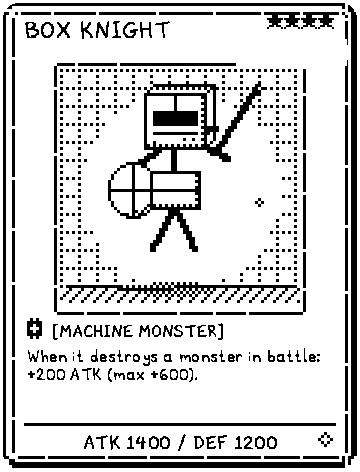 BOX KNIGHT
[MACHINE MONSTER]
When it destroys a monster in battle:
+200 ATK (max +600).
ATK 1400 / DEF 1200